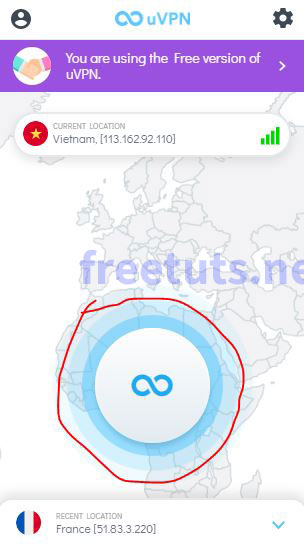 uVPN
You are using the Free version of
uVPN.
CURRENT LOCATION
Vietnam, [113.162.92.110]
freetuts.ne
RECENT LOCATION
France [51.83.3.220]